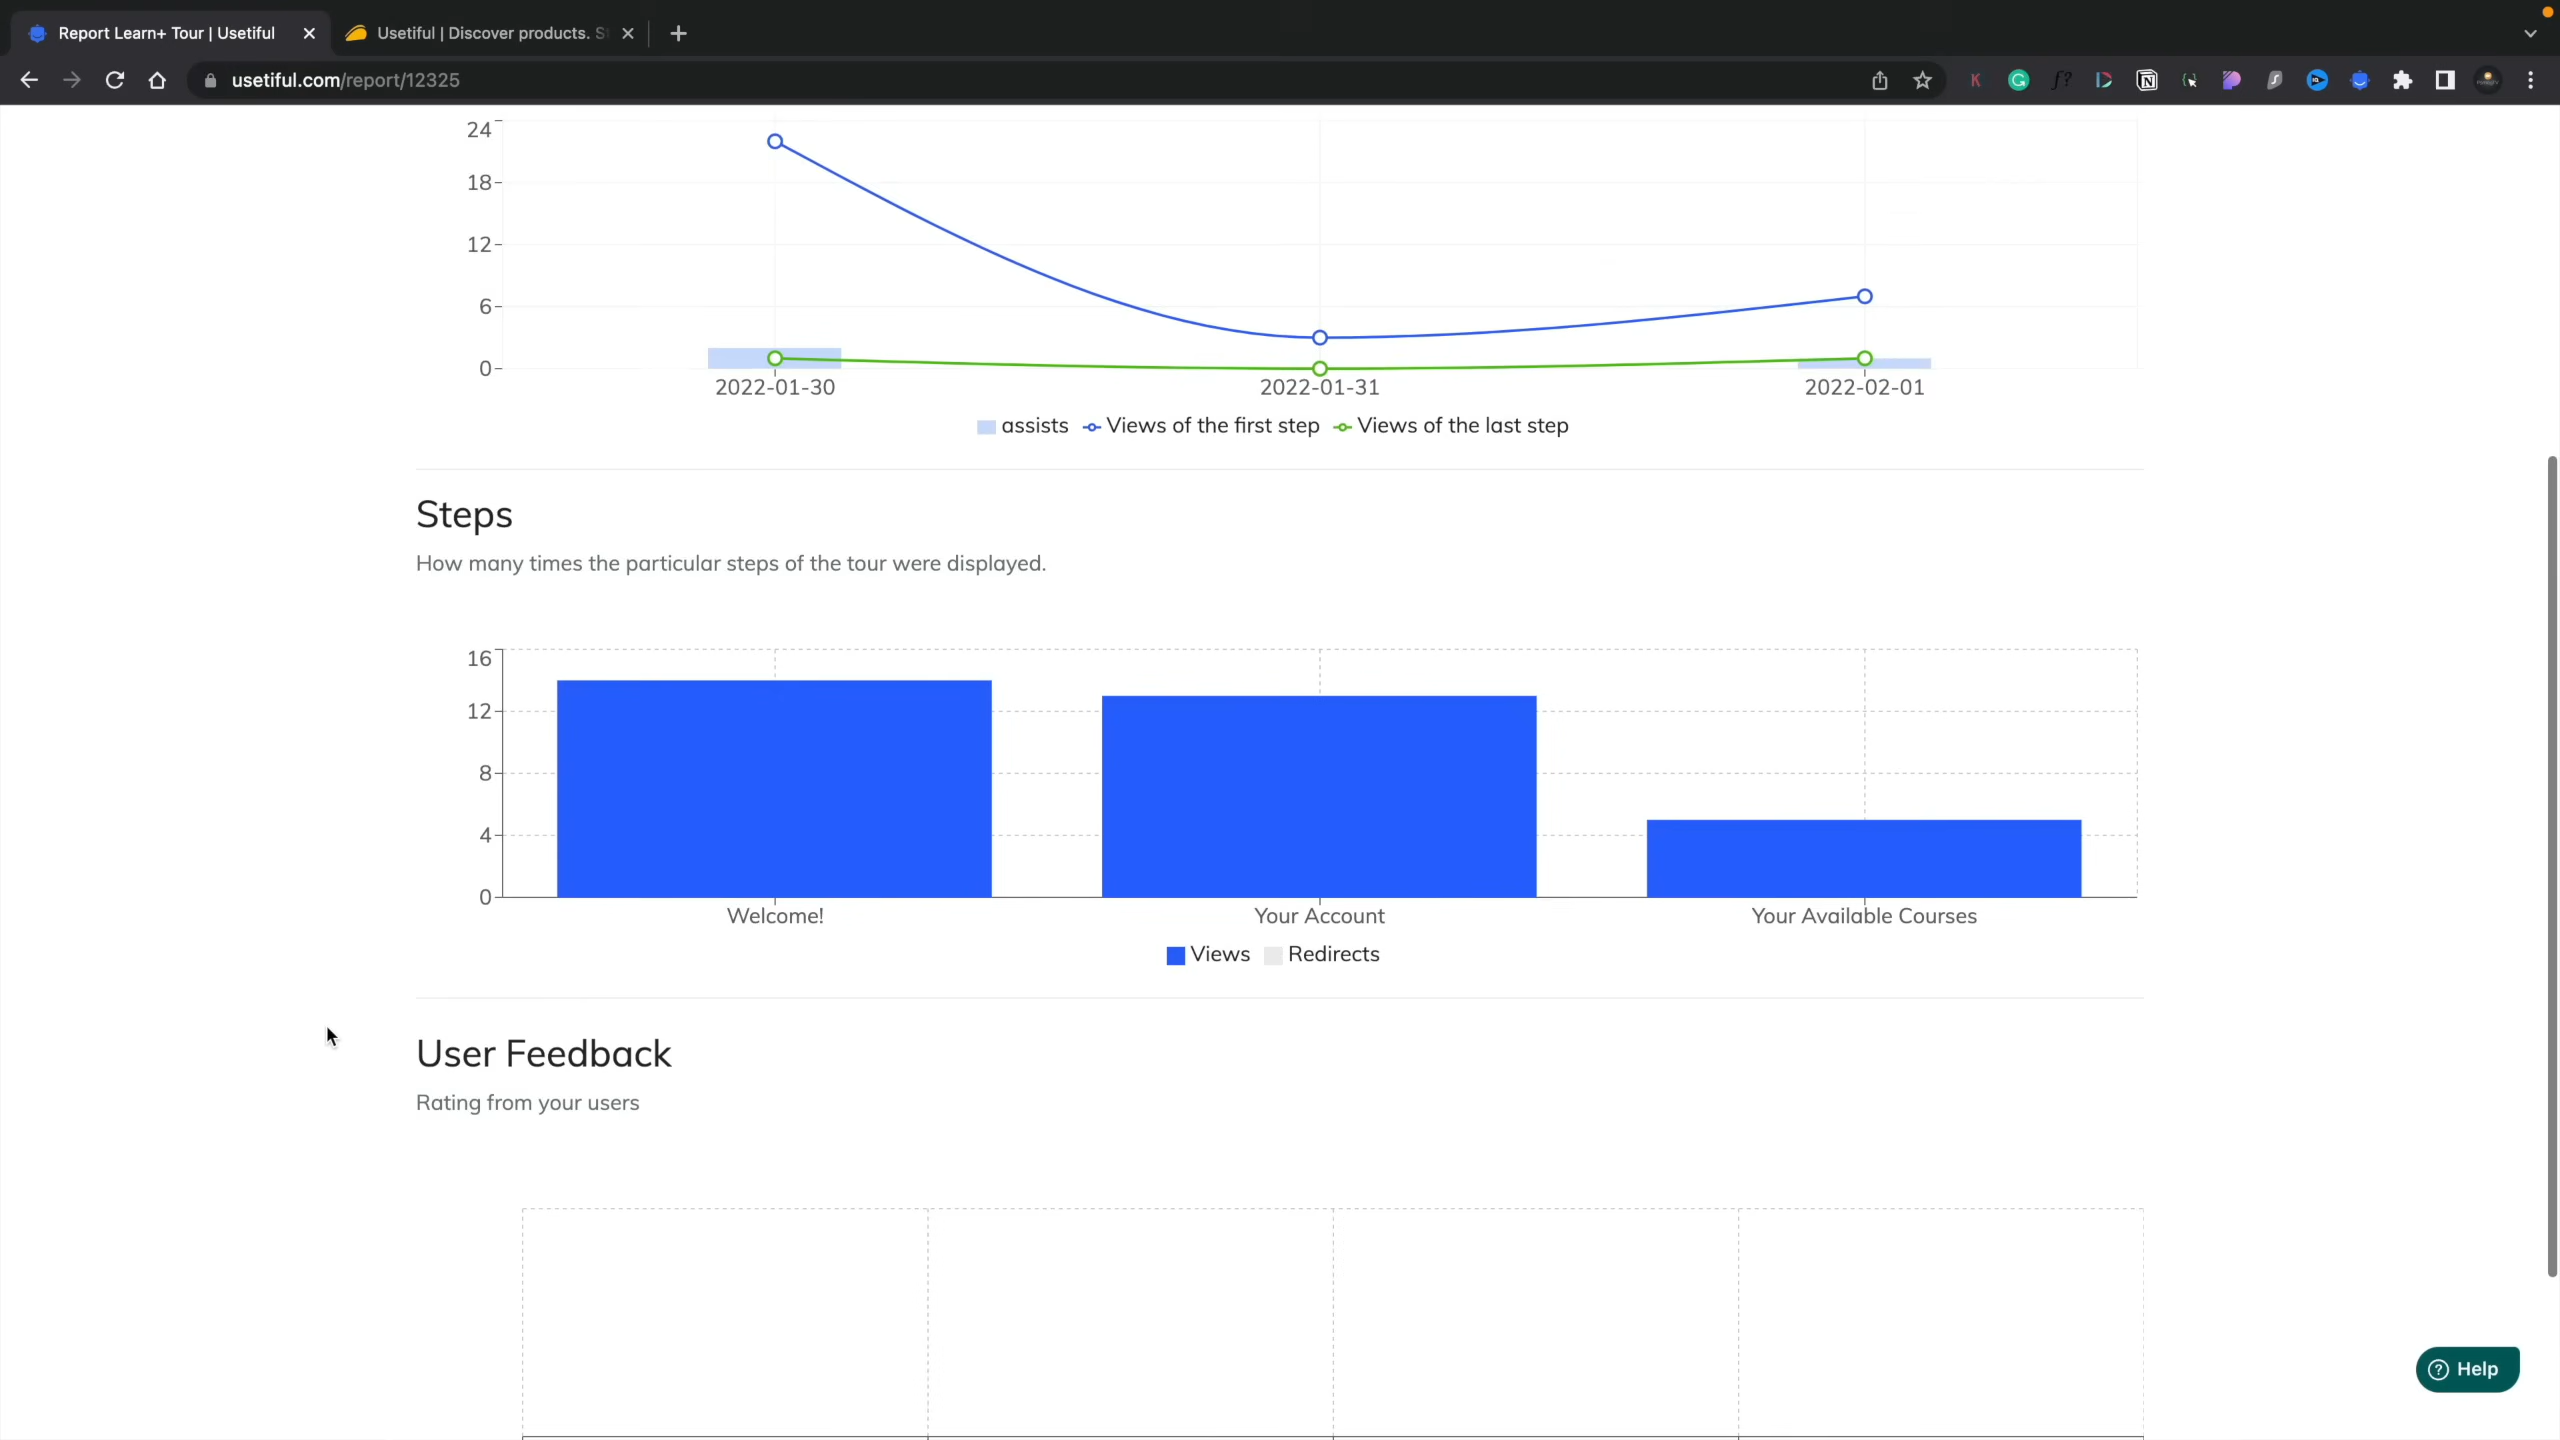 Report Learn+ Tour | Usetiful
Usetiful | Discover products. S
usetiful.com/report/12325
24
18
12
6
0
2022-01-30 2022-01-31 2022-02-01
assists Views of the first step Views of the last step
Steps
How many times the particular steps of the tour were displayed.
16
12
8
4
0
Welcome! Your Account Your Available Courses
Views Redirects
User Feedback
Rating from your users
Help